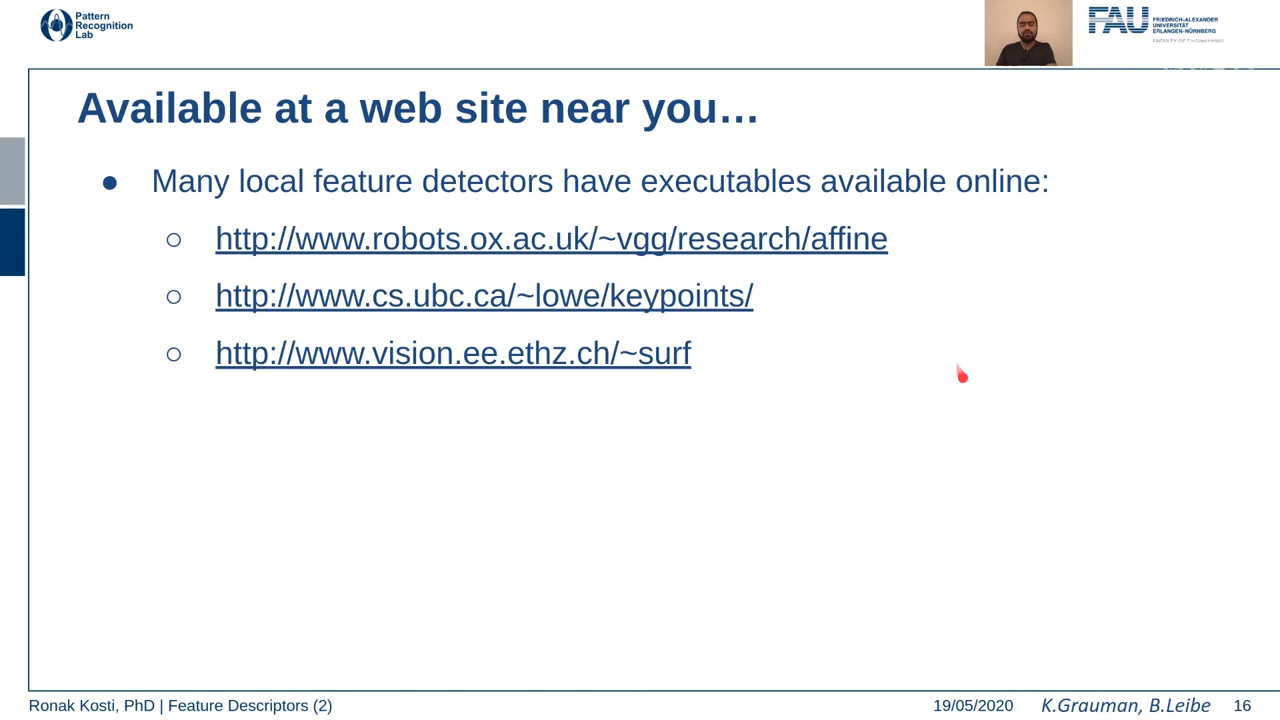 Pattern
Recognition
Lab
FAU
FRIEDRICH-ALEXANDER
UNIVERSITÄT
ERLANGEN-NÜRNBERG
FACULTY OF ENGINEERING
Available at a web site near you…
● Many local feature detectors have executables available online:
○ http://www.robots.ox.ac.uk/~vgg/research/affine
○ http://www.cs.ubc.ca/~lowe/keypoints/
○ http://www.vision.ee.ethz.ch/~surf
Ronak Kosti, PhD | Feature Descriptors (2)
19/05/2020
K.Grauman, B.Leibe
16